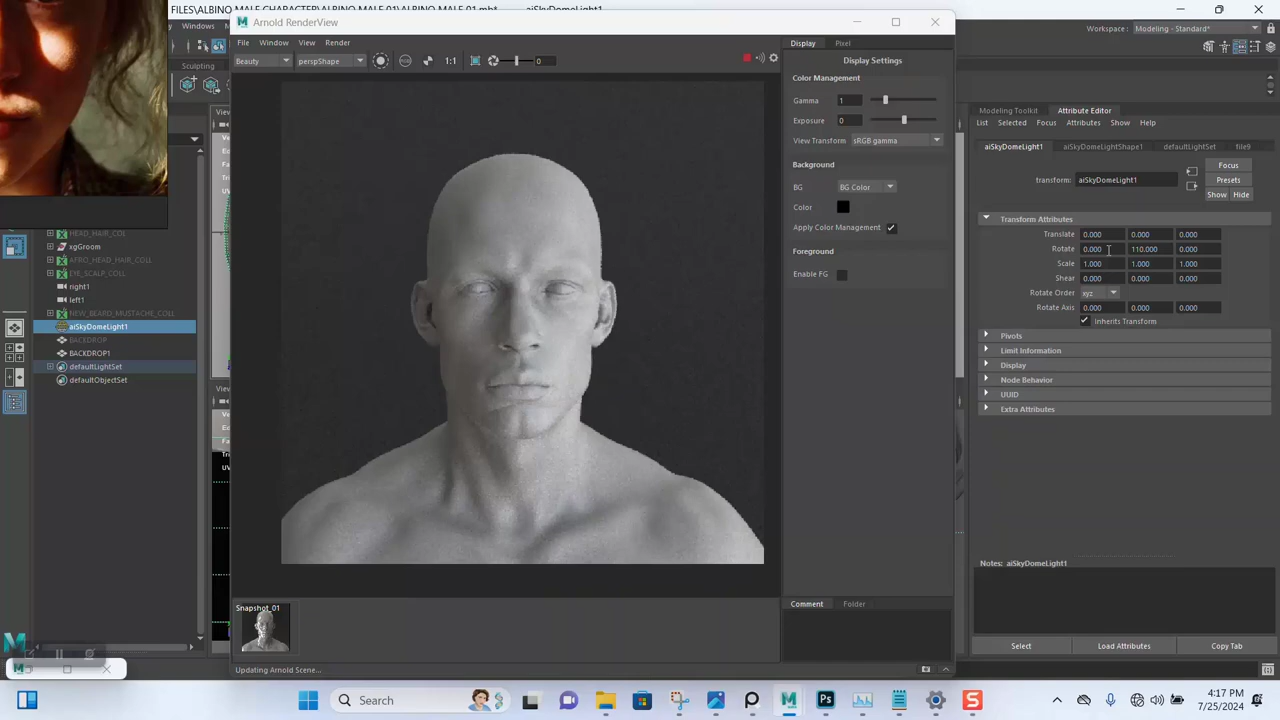 FILES\ALBINO MALE CHARACTER\ALBINO 01\ALBINO 01 MALE 01.mb* ---- aiSkyDomeLight1
Windows
Workspace: Modeling - Standard*
Arnold RenderView
File Window View Render
Beauty perspShape 1:1 0
Display Pixel
Display Settings
Color Management
Gamma 1
Exposure 0
View Transform sRGB gamma
Background
BG BG Color
Color
Apply Color Management
Foreground
Enable FG
Sculpting
HEAD_HAIR_COL
xgGroom
AFRO_HEAD_HAIR_COLL
EYE_SCALP_COLL
right1
left1
NEW_BEARD_MUSTACHE_COLL
aiSkyDomeLight1
BACKDROP
BACKDROP1
defaultLightSet
defaultObjectSet
Snapshot_01
Updating Arnold Scene...
Comment Folder
Modeling Toolkit Attribute Editor
List Selected Focus Attributes Show Help
aiSkyDomeLight1 aiSkyDomeLightShape1 defaultLightSet file9
transform: aiSkyDomeLight1
Focus
Presets
Show Hide
Transform Attributes
Translate 0.000 0.000 0.000
Rotate 0.000 110.000 0.000
Scale 1.000 1.000 1.000
Shear 0.000 0.000 0.000
Rotate Order xyz
Rotate Axis 0.000 0.000 0.000
Inherits Transform
Pivots
Limit Information
Display
Node Behavior
UUID
Extra Attributes
Notes: aiSkyDomeLight1
Select Load Attributes Copy Tab
Search
4:17 PM
7/25/2024